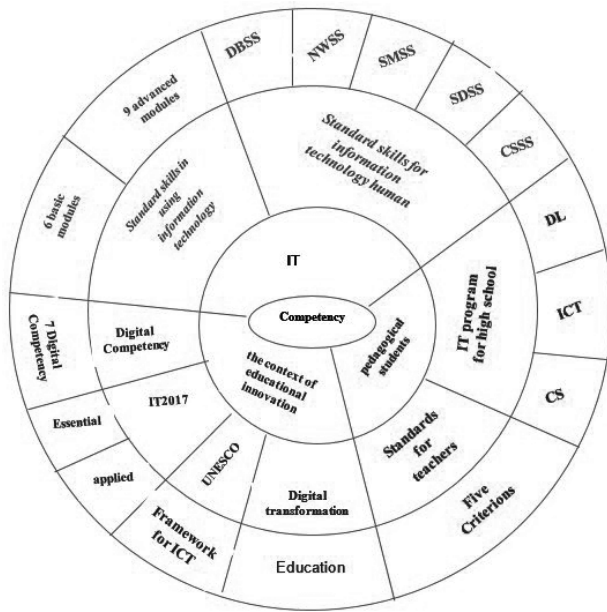 DBSS
NWSS
SMSS
SDSS
CSSS
9 advanced
modules
6 basic
modules
Standard skills in
using
information
technology
Standard skills for
information
technology human
DL
ICT
CS
IT program
for high school
IT
Competency
pedagogical
students
the context of
educational
innovation
7 Digital
Competency
Digital
Competency
Essential
applied
IT2017
UNESCO
Framework
for ICT
Digital
transformation
Education
Standards
for
teachers
Five
Criterions